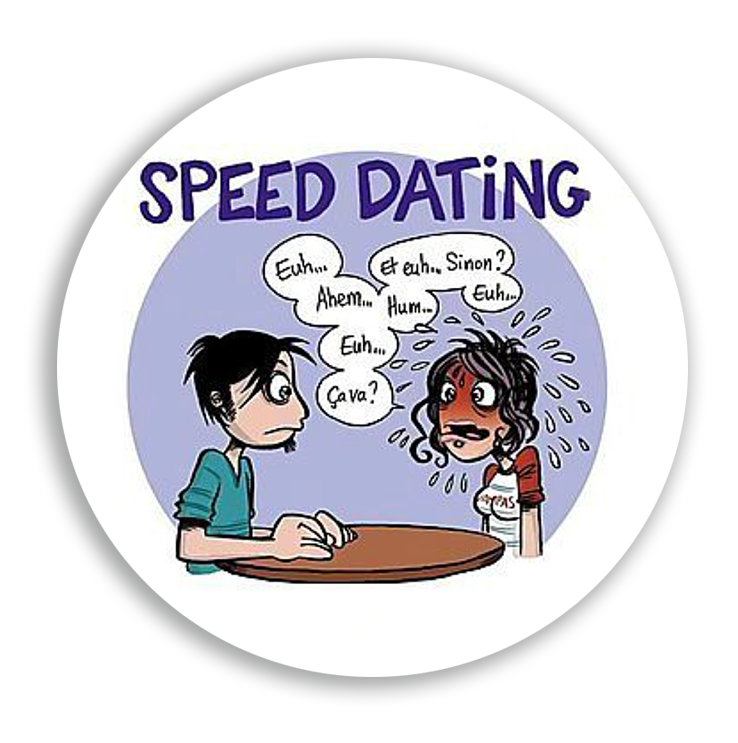 SPEED DATiNG
Euh...
Et euh... Sinon?
Ahem...
Hum...
Euh...
Euh...
Ça va?